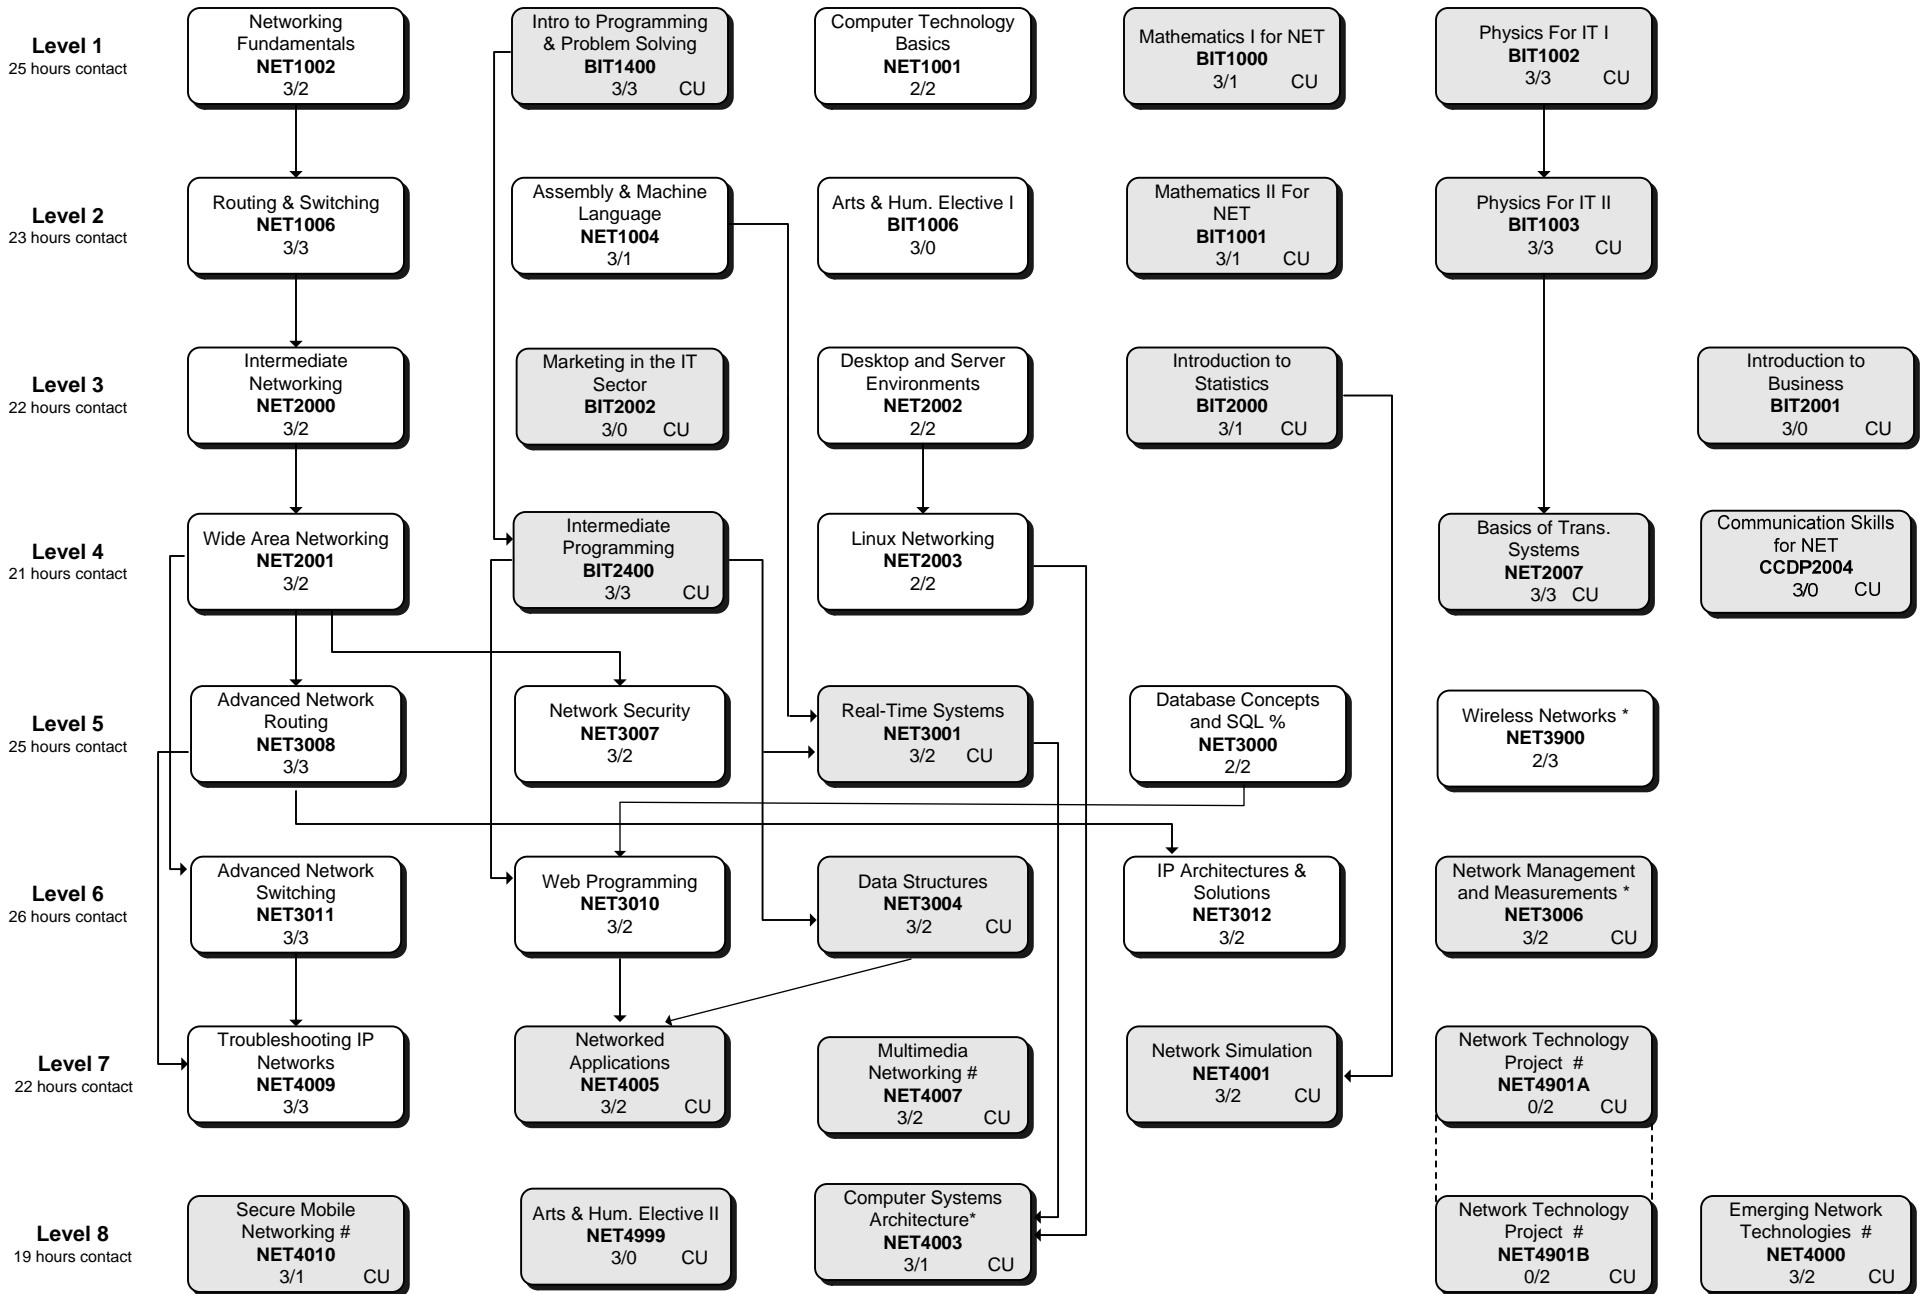 Level 1
25 hours contact
Networking
Fundamentals
NET1002
3/2
Intro to Programming
& Problem Solving
BIT1400
3/3 CU
Computer Technology
Basics
NET1001
2/2
Mathematics I for NET
BIT1000
3/1 CU
Physics For IT I
BIT1002
3/3 CU
Level 2
23 hours contact
Routing & Switching
NET1006
3/3
Assembly & Machine
Language
NET1004
3/1
Arts & Hum. Elective I
BIT1006
3/0
Mathematics II For
NET
BIT1001
3/1 CU
Physics For IT II
BIT1003
3/3 CU
Level 3
22 hours contact
Intermediate
Networking
NET2000
3/2
Marketing in the IT
Sector
BIT2002
3/0 CU
Desktop and Server
Environments
NET2002
2/2
Introduction to
Statistics
BIT2000
3/1 CU
Introduction to
Business
BIT2001
3/0 CU
Level 4
21 hours contact
Wide Area Networking
NET2001
3/2
Intermediate
Programming
BIT2400
3/3 CU
Linux Networking
NET2003
2/2
Basics of Trans.
Systems
NET2007
3/3 CU
Communication Skills
for NET
CCDP2004
3/0 CU
Level 5
25 hours contact
Advanced Network
Routing
NET3008
3/3
Network Security
NET3007
3/2
Real-Time Systems
NET3001
3/2 CU
Database Concepts
and SQL %
NET3000
2/2
Wireless Networks *
NET3900
2/3
Level 6
26 hours contact
Advanced Network
Switching
NET3011
3/3
Web Programming
NET3010
3/2
Data Structures
NET3004
3/2 CU
IP Architectures &
Solutions
NET3012
3/2
Network Management
and Measurements *
NET3006
3/2 CU
Level 7
22 hours contact
Troubleshooting IP
Networks
NET4009
3/3
Networked
Applications
NET4005
3/2 CU
Multimedia
Networking #
NET4007
3/2 CU
Network Simulation
NET4001
3/2 CU
Network Technology
Project #
NET4901A
0/2 CU
Level 8
19 hours contact
Secure Mobile
Networking #
NET4010
3/1 CU
Arts & Hum. Elective II
NET4999
3/0 CU
Computer Systems
Architecture*
NET4003
3/1 CU
Network Technology
Project #
NET4901B
0/2 CU
Emerging Network
Technologies #
NET4000
3/2 CU